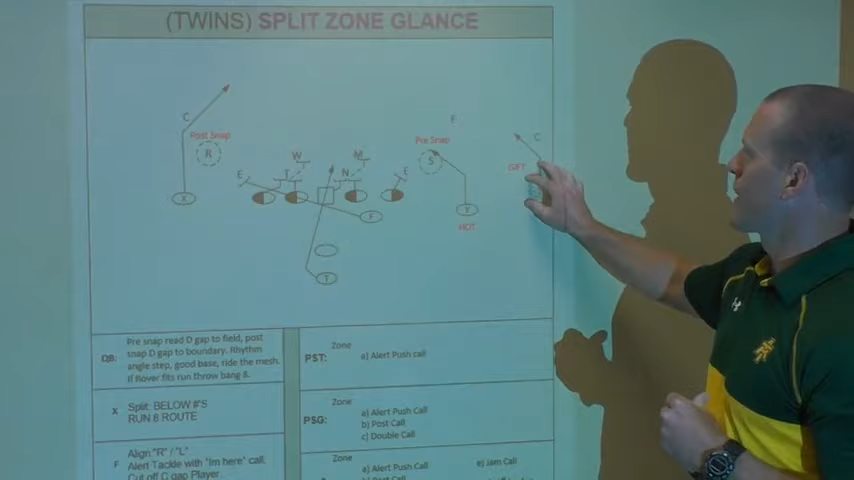 (TWINS) SPLIT ZONE GLANCE
C
F
C
Post Snap
Pre Snap
R
W
M
S
GIFT
E
T
N
E
X
F
Y
HOT
T
QB:
Pre snap read D gap to field, post
snap D gap to boundary. Rhythm
angle step, good base, ride the mesh.
If Rover fits run throw bang 8.
X
Split: BELOW #'S
RUN 8 ROUTE
F
Align "R" / "L"
Alert Tackle with "Im here" call.
Cut off C gap Player
PST:
Zone
a) Alert Push call
PSG:
Zone
a) Alert Push Call
b) Post Call
c) Double Call
Zone
a) Alert Push Call
e) Jam Call